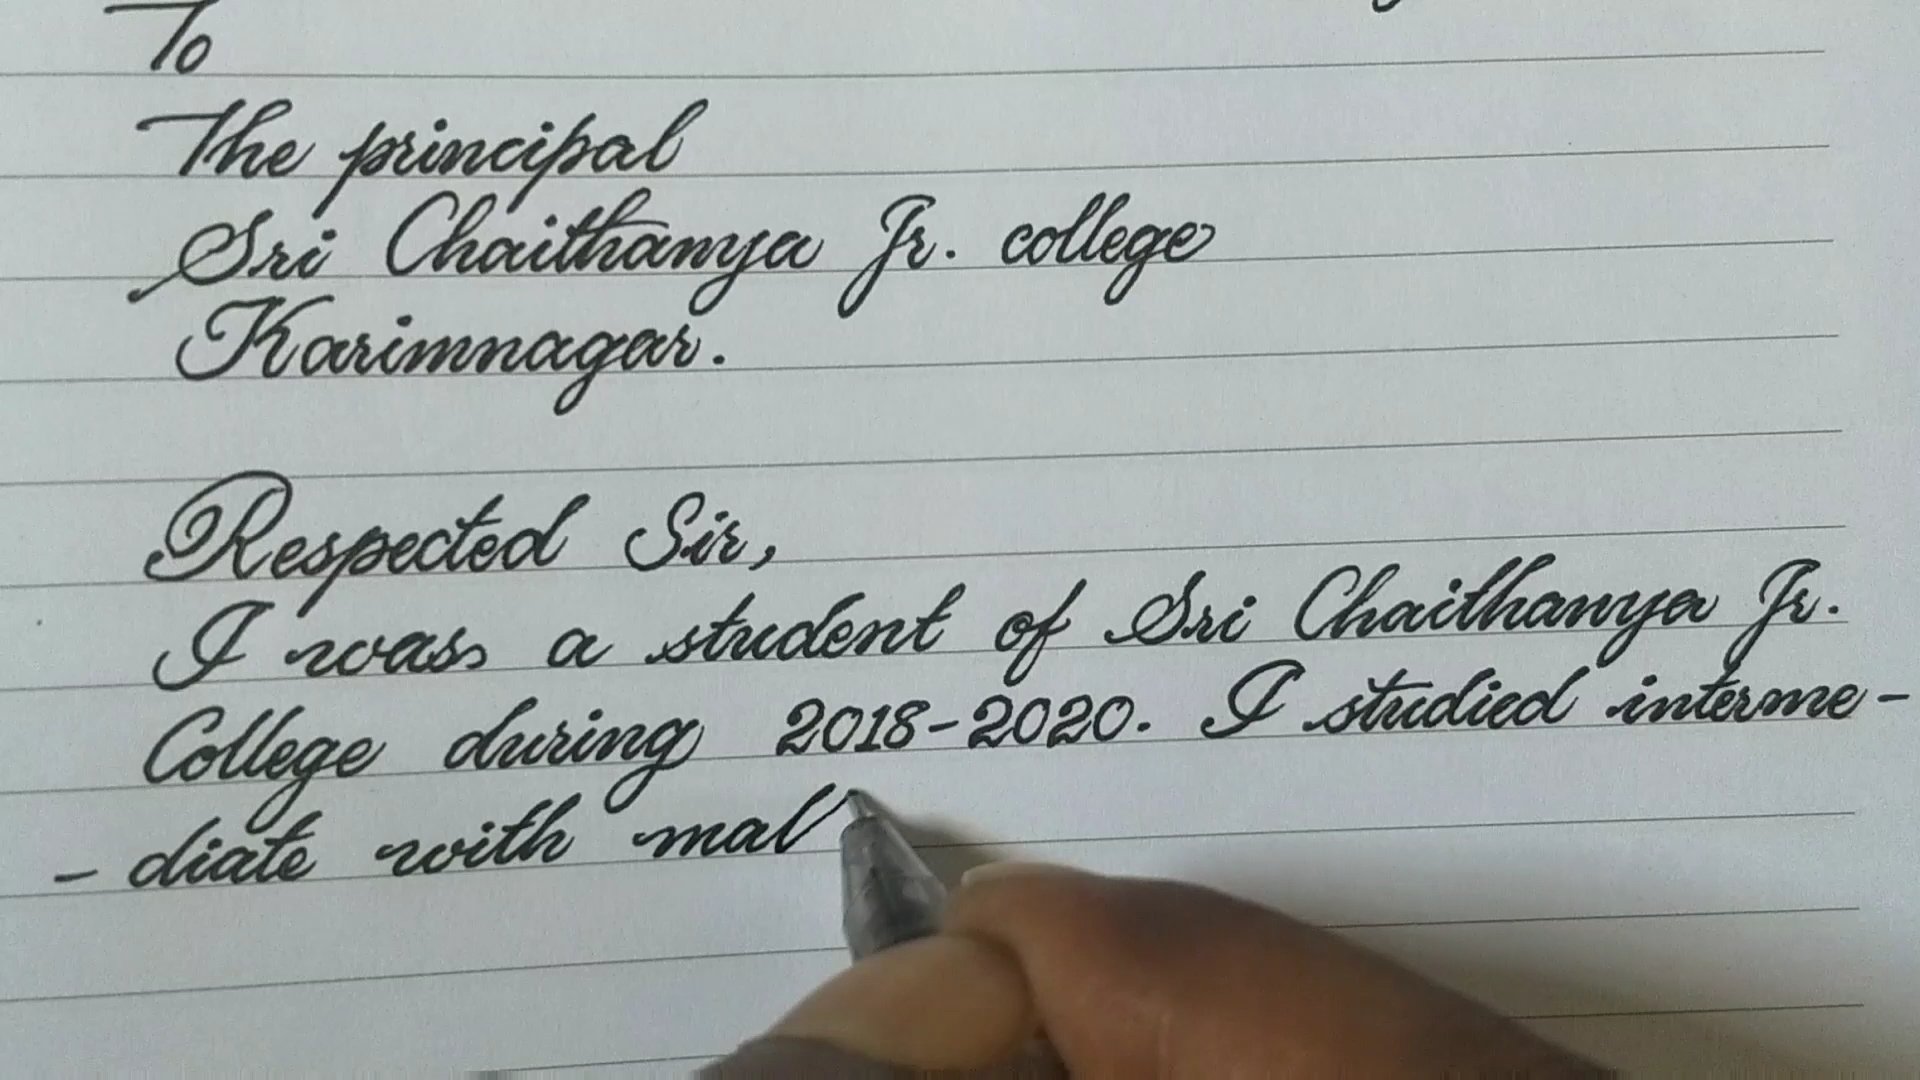 To
The principal
Sri Chaithanya Jr. college
Karimnagar.
Respected Sir,
I was a student of Sri Chaithanya Jr.
College during 2018-2020. I studied interme-
- diate with mal